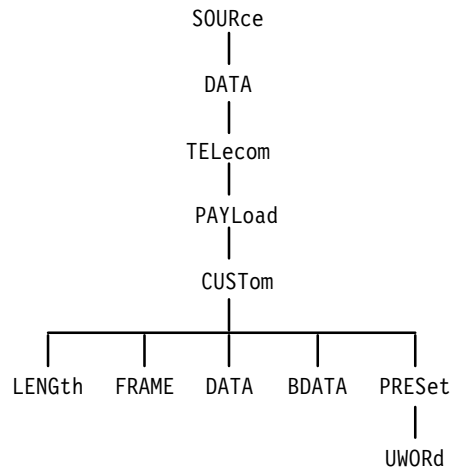 SOURce
DATA
TELecom
PAYLoad
CUSTom
LENGth FRAME DATA BDATA PRESet
UWORd